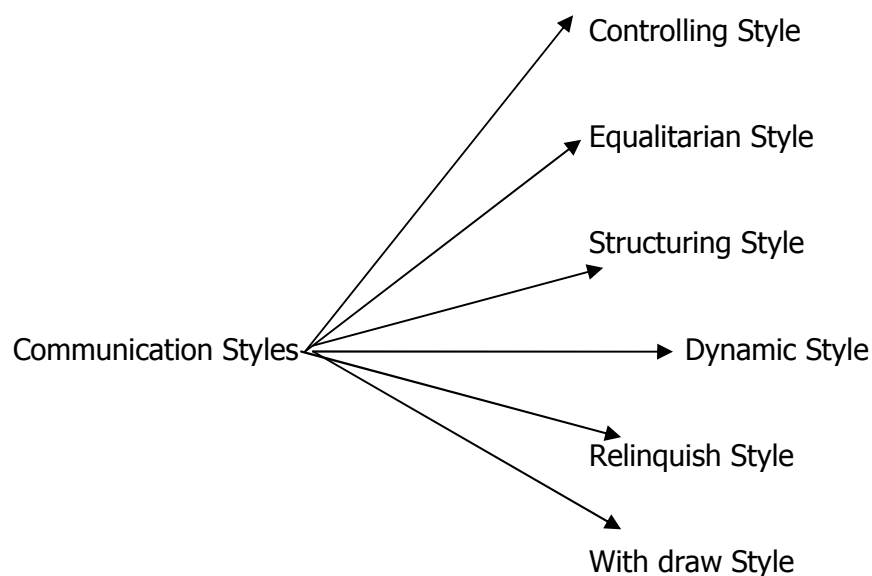 Controlling Style
Equalitarian Style
Structuring Style
Communication Styles
Dynamic Style
Relinquish Style
With draw Style